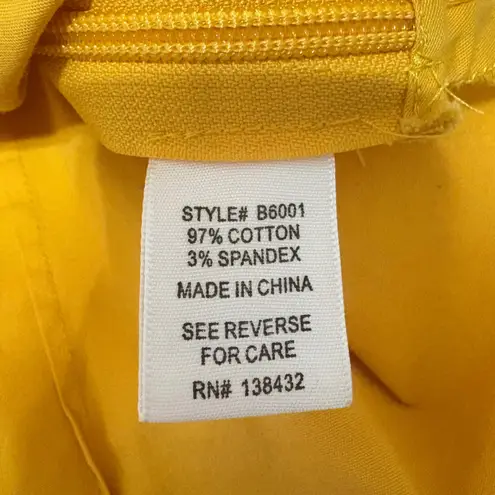 STYLE# B6001
97% COTTON
3% SPANDEX
MADE IN CHINA
SEE REVERSE
FOR CARE
RN# 138432